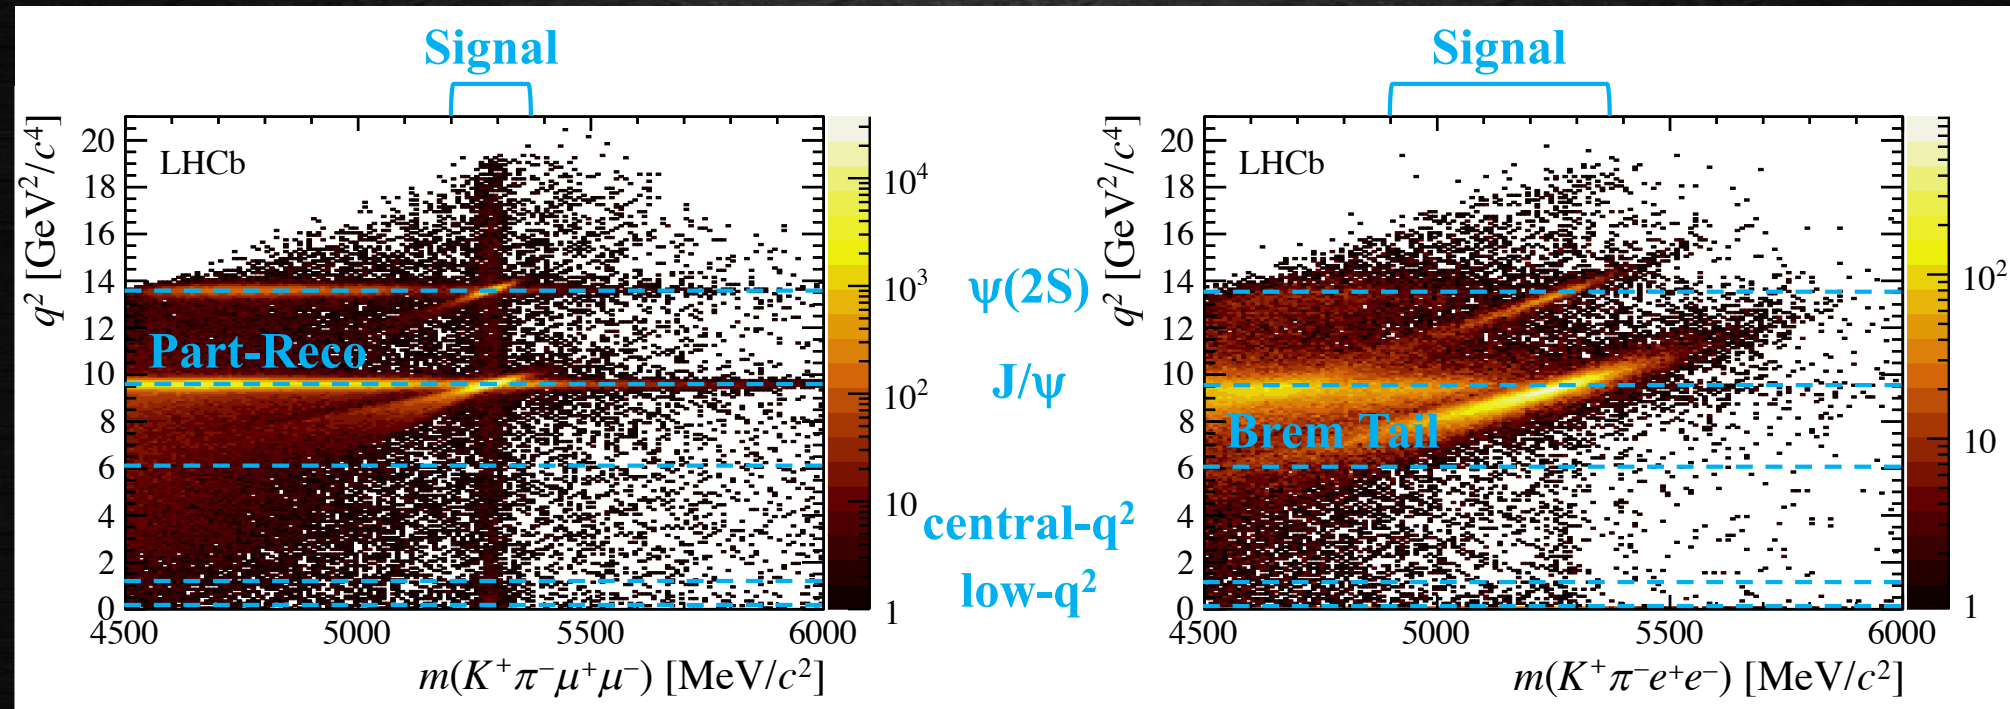 Signal
Signal
q² [GeV²/c⁴]
20
18
16
14
12
10
8
6
4
2
0
LHCb
Part-Reco
4500
5000
5500
6000
m(K⁺π⁻μ⁺μ⁻) [MeV/c²]
10⁴
10³
10²
10
1
ψ(2S)
J/ψ
central-q²
low-q²
q² [GeV²/c⁴]
20
18
16
14
12
10
8
6
4
2
0
LHCb
Brem Tail
4500
5000
5500
6000
m(K⁺π⁻e⁺e⁻) [MeV/c²]
10²
10
1